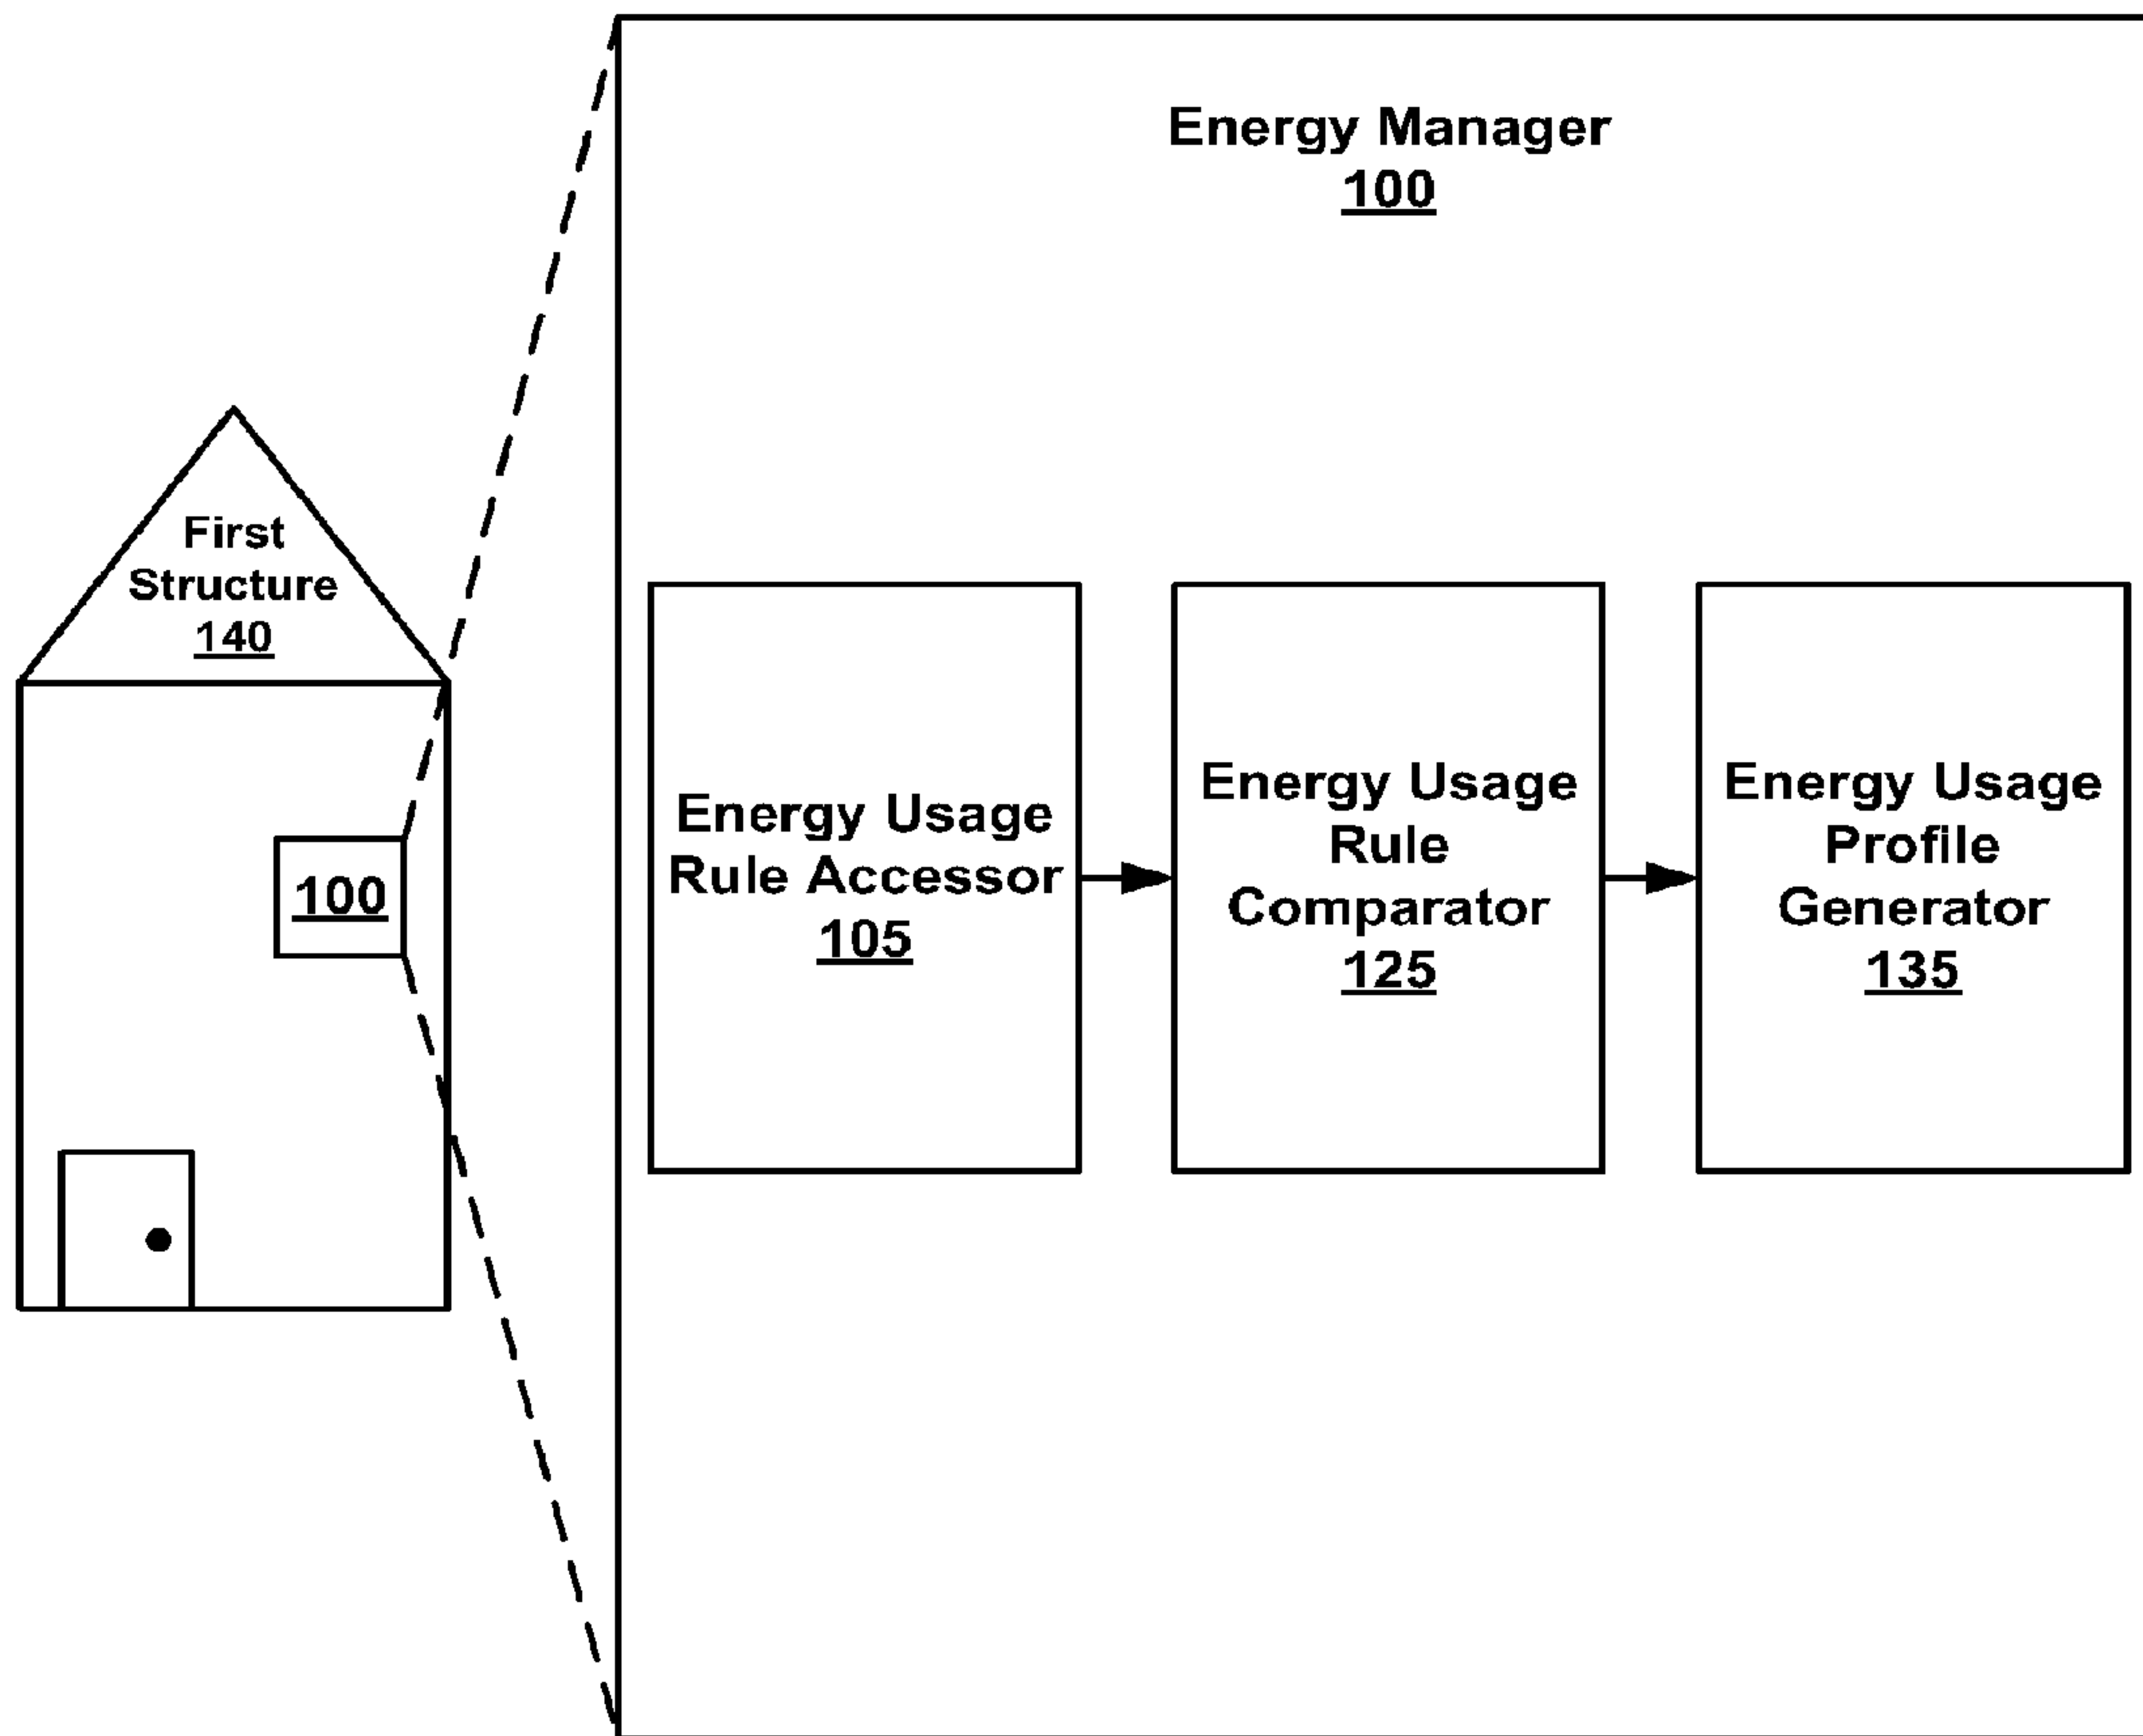 Energy Manager
100
First
Structure
140
100
Energy Usage
Rule Accessor
105
Energy Usage
Rule
Comparator
125
Energy Usage
Profile
Generator
135